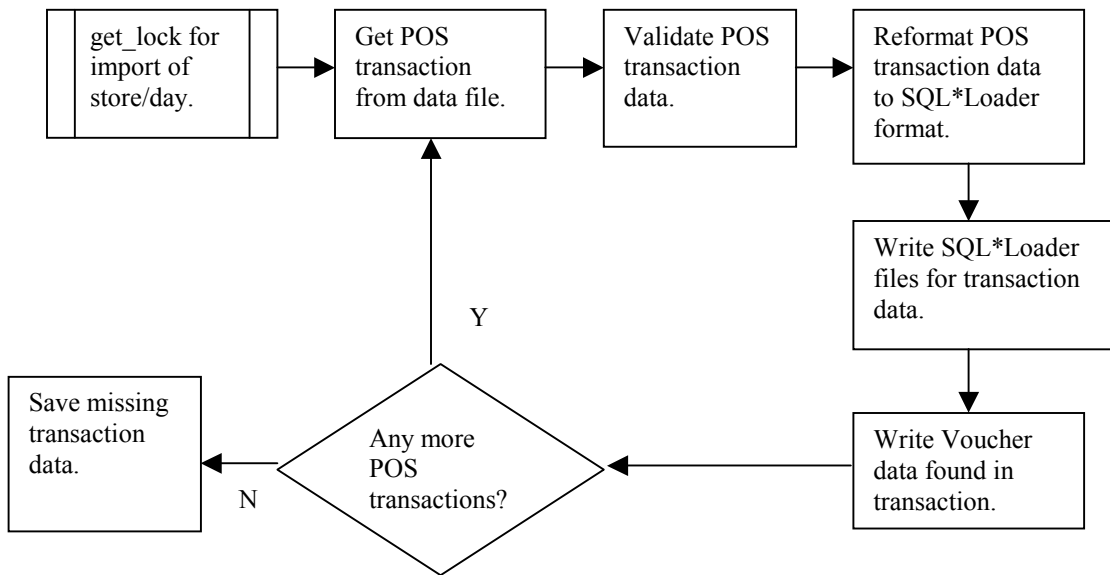 get_lock for
import of
store/day.
Get POS
transaction
from data file.
Validate POS
transaction
data.
Reformat POS
transaction data
to SQL*Loader
format.
Write SQL*Loader
files for transaction
data.
Write Voucher
data found in
transaction.
Any more
POS
transactions?
Y
N
Save missing
transaction
data.